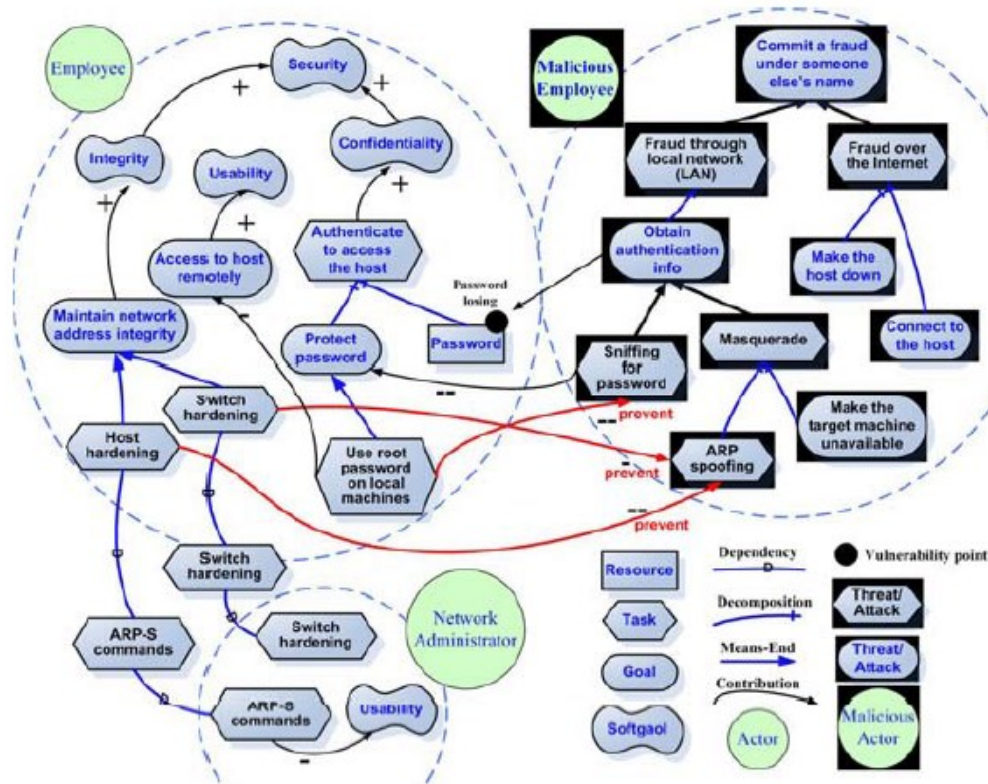 Employee
Security
+
+
Integrity
Usability
Confidentiality
+
+
+
Authenticate
to access
the host
Access to host
remotely
-
Maintain network
address integrity
Protect
password
Password
losing
Password
Switch
hardening
Host
hardening
Use root
password
on local
machines
--
Switch
hardening
ARP-S
commands
Switch
hardening
Network
Administrator
ARP-S
commands
Usability
-
Malicious
Employee
Commit a fraud
under someone
else's name
Fraud through
local network
(LAN)
Fraud over
the Internet
Obtain
authentication
info
Make the
host down
Connect to
the host
Masquerade
Sniffing
for
password
Make the
target machine
unavailable
ARP
spoofing
--
prevent
-
prevent
--
prevent
Resource
Task
Goal
Softgaol
Dependency
D
Decomposition
Means-End
Contribution
Actor
Vulnerability point
Threat/
Attack
Threat/
Attack
Malicious
Actor